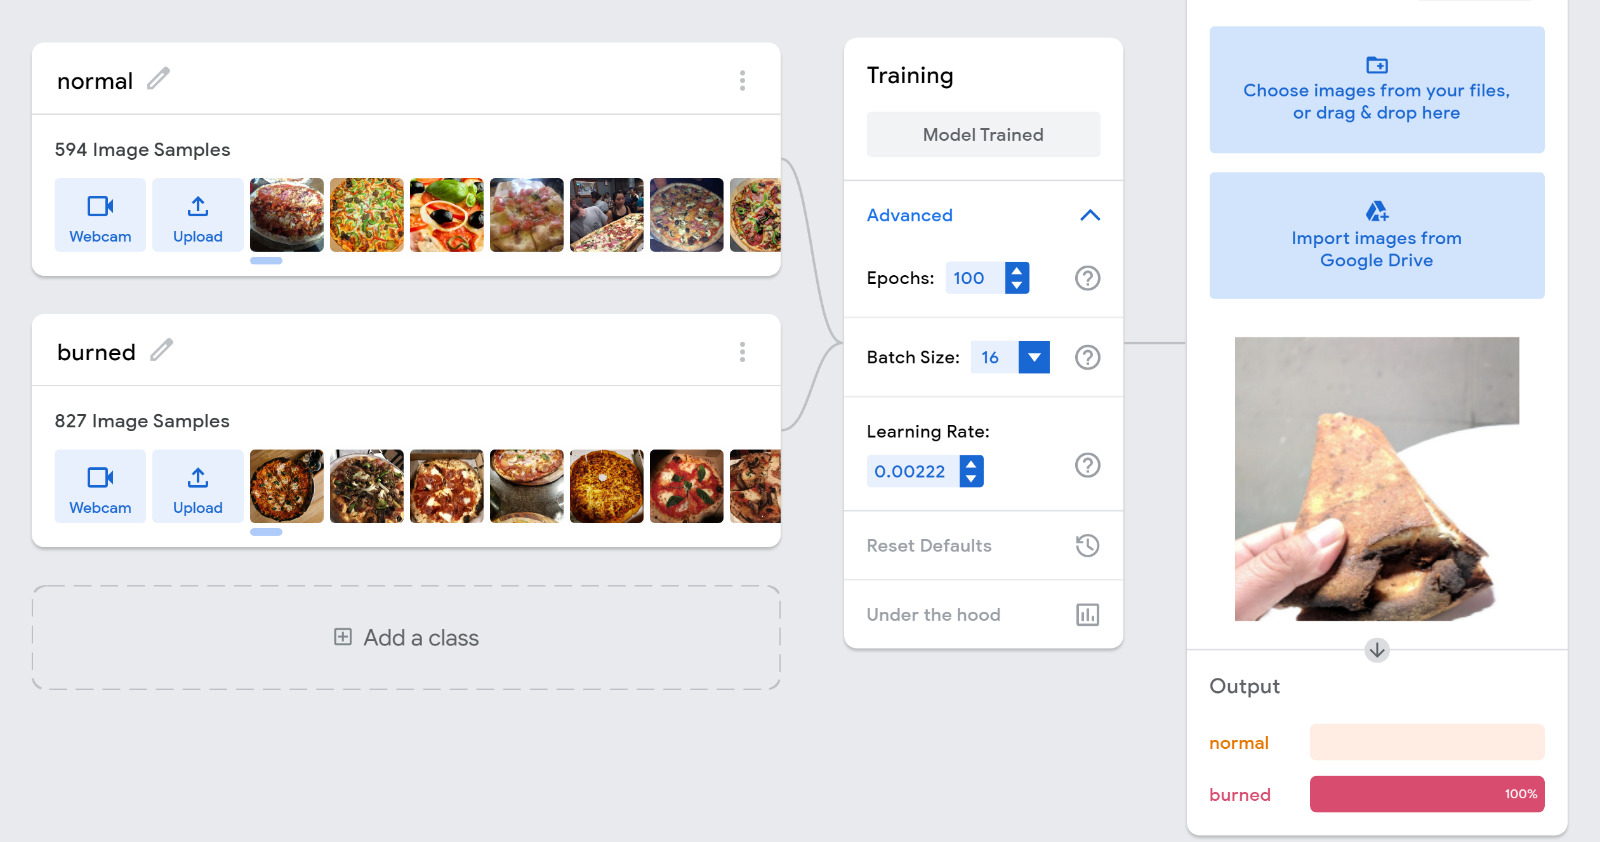 normal
594 Image Samples
Webcam
Upload
burned
827 Image Samples
Webcam
Upload
Add a class
Training
Model Trained
Advanced
Epochs: 100
Batch Size: 16
Learning Rate:
0.00222
Reset Defaults
Under the hood
Choose images from your files,
or drag & drop here
Import images from
Google Drive
Output
normal
burned 100%